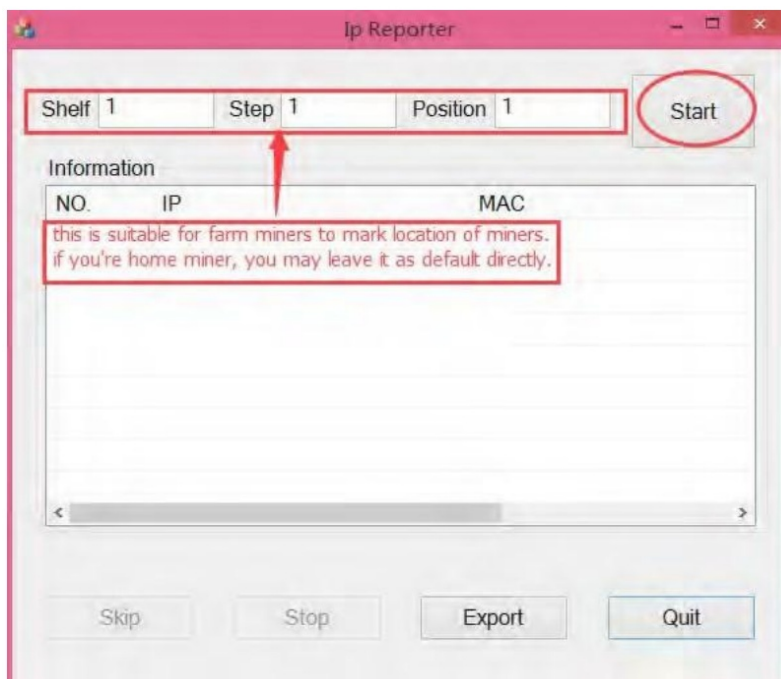 Ip Reporter
Shelf 1 Step 1 Position 1 Start
Information
NO. IP MAC
this is suitable for farm miners to mark location of miners.
if you're home miner, you may leave it as default directly.
Skip Stop Export Quit